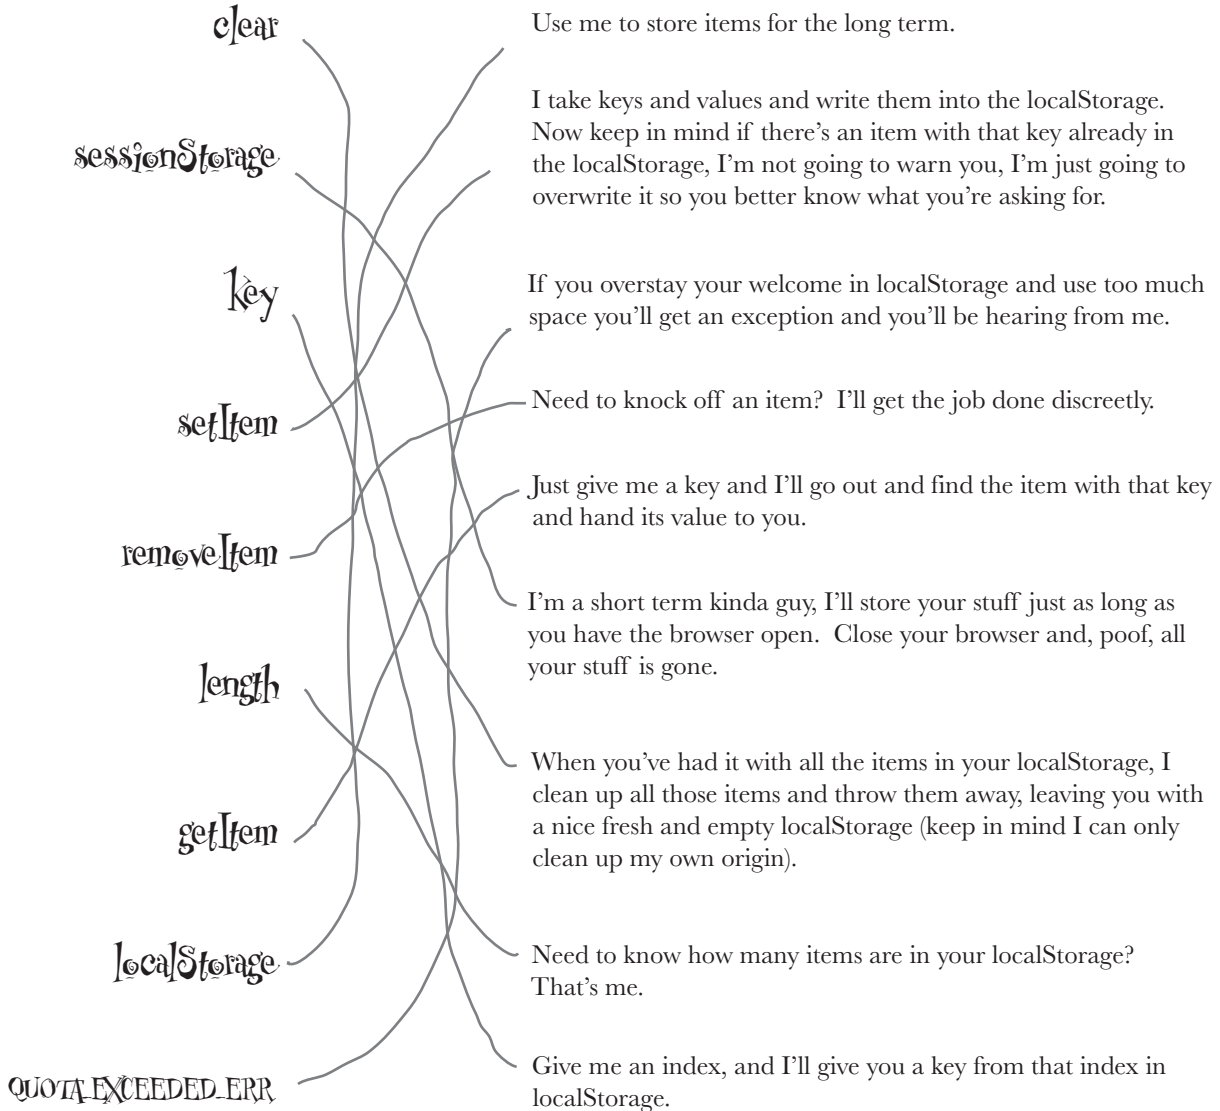 clear
sessionStorage
key
setItem
removeItem
length
getItem
localStorage
QUOTA_EXCEEDED_ERR
Use me to store items for the long term.
I take keys and values and write them into the localStorage.
Now keep in mind if there’s an item with that key already in
the localStorage, I’m not going to warn you, I’m just going to
overwrite it so you better know what you’re asking for.
If you overstay your welcome in localStorage and use too much
space you’ll get an exception and you’ll be hearing from me.
Need to knock off an item? I’ll get the job done discreetly.
Just give me a key and I’ll go out and find the item with that key
and hand its value to you.
I’m a short term kinda guy, I’ll store your stuff just as long as
you have the browser open. Close your browser and, poof, all
your stuff is gone.
When you’ve had it with all the items in your localStorage, I
clean up all those items and throw them away, leaving you with
a nice fresh and empty localStorage (keep in mind I can only
clean up my own origin).
Need to know how many items are in your localStorage?
That’s me.
Give me an index, and I’ll give you a key from that index in
localStorage.